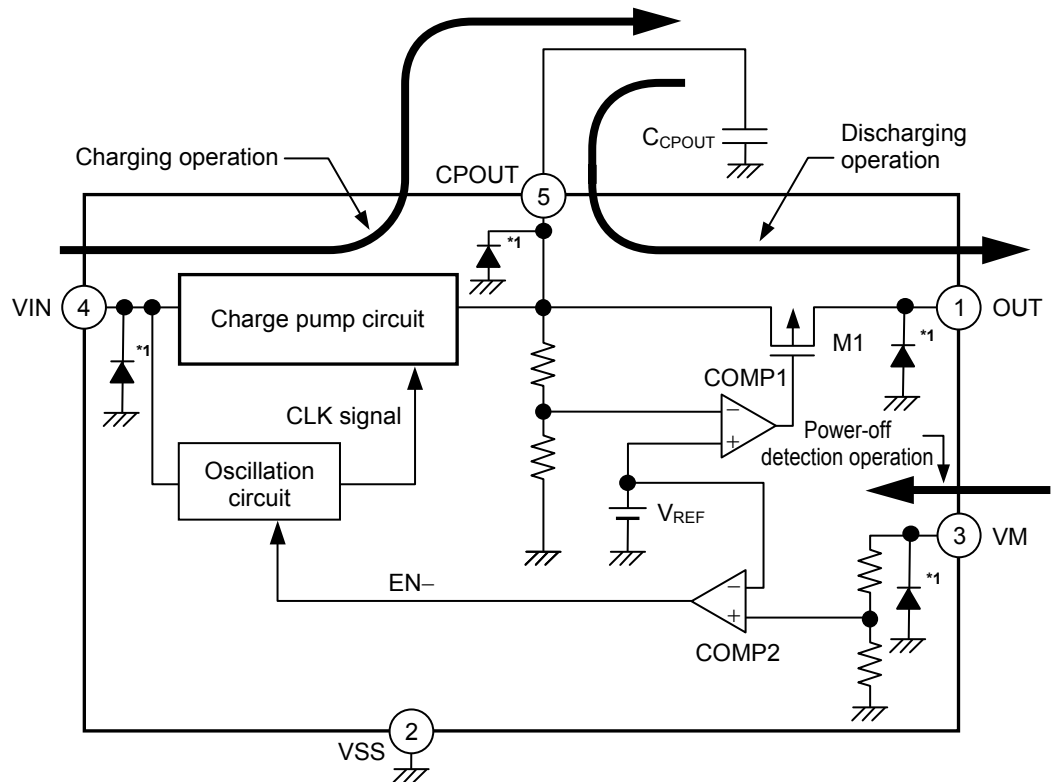 Charging operation
CPOUT
5
C_CPOUT
Discharging
operation
*1
VIN
4
*1
Charge pump circuit
M1
*1
1
OUT
COMP1
−
+
CLK signal
Oscillation
circuit
Power-off
detection operation
V_REF
3
VM
*1
EN−
−
+
COMP2
2
VSS